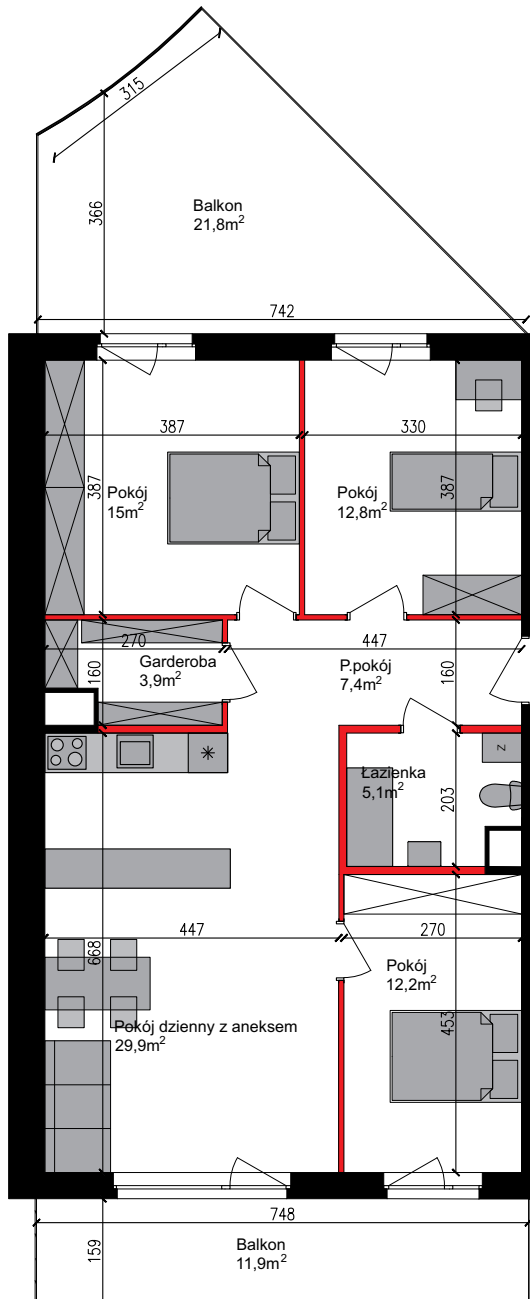 315
366
Balkon
21,8m²
742
387
330
387
Pokój
15m²
Pokój
12,8m²
387
270
447
160
Garderoba
3,9m²
P.pokój
7,4m²
160
Łazienka
5,1m²
Z
203
447
270
668
Pokój
12,2m²
453
Pokój dzienny z aneksem
29,9m²
748
159
Balkon
11,9m²